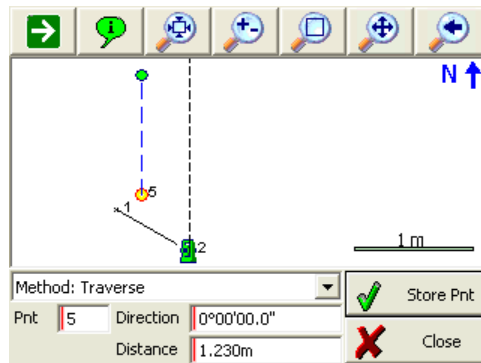 N
5
1
2
1 m
Method: Traverse
Store Pnt
Pnt 5 Direction 0°00'00.0"
Close
Distance 1.230m